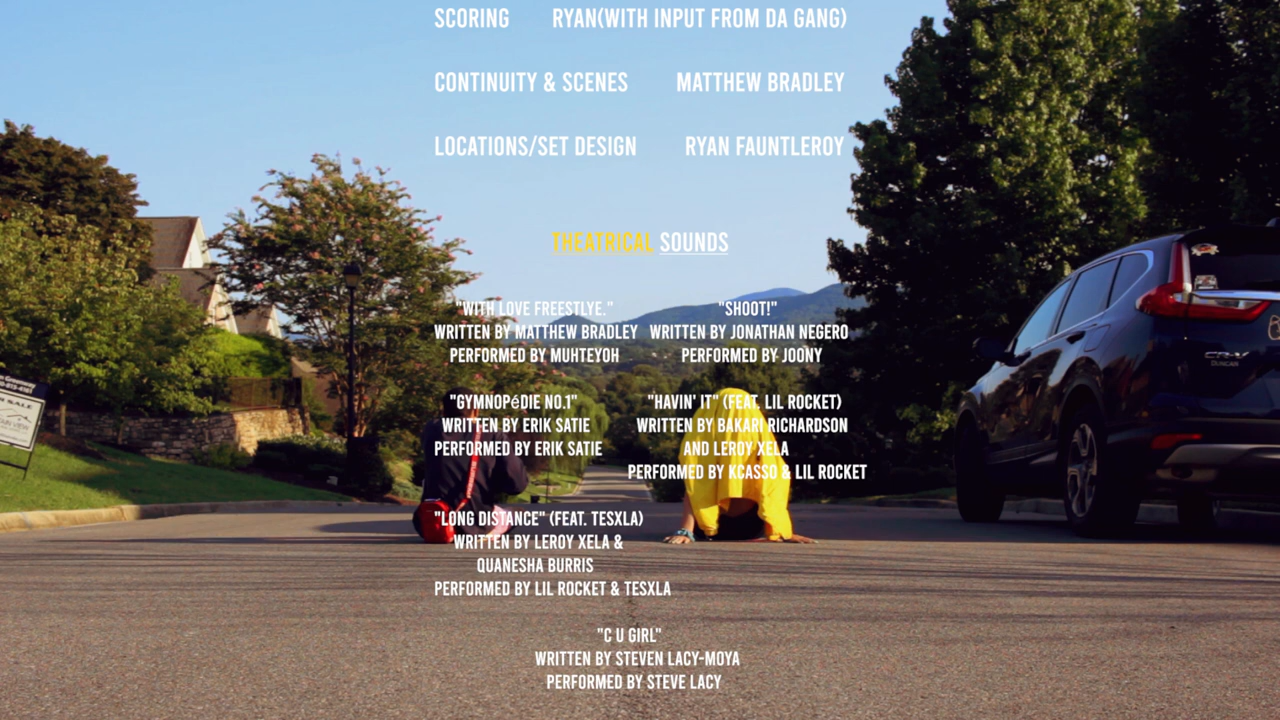 SCORING RYAN(WITH INPUT FROM DA GANG)
CONTINUITY & SCENES MATTHEW BRADLEY
LOCATIONS/SET DESIGN RYAN FAUNTLEROY
THEATRICAL SOUNDS
"WITH LOVE FREESTLYE."
WRITTEN BY MATTHEW BRADLEY
PERFORMED BY MUHTEYOH
"SHOOT!"
WRITTEN BY JONATHAN NEGERO
PERFORMED BY JOONY
"GYMNOPéDIE NO.1"
WRITTEN BY ERIK SATIE
PERFORMED BY ERIK SATIE
"HAVIN' IT" (FEAT. LIL ROCKET)
WRITTEN BY BAKARI RICHARDSON
AND LEROY XELA
PERFORMED BY KCASSO & LIL ROCKET
"LONG DISTANCE" (FEAT. TESXLA)
WRITTEN BY LEROY XELA &
QUANESHA BURRIS
PERFORMED BY LIL ROCKET & TESXLA
"C U GIRL"
WRITTEN BY STEVEN LACY-MOYA
PERFORMED BY STEVE LACY
CR-V